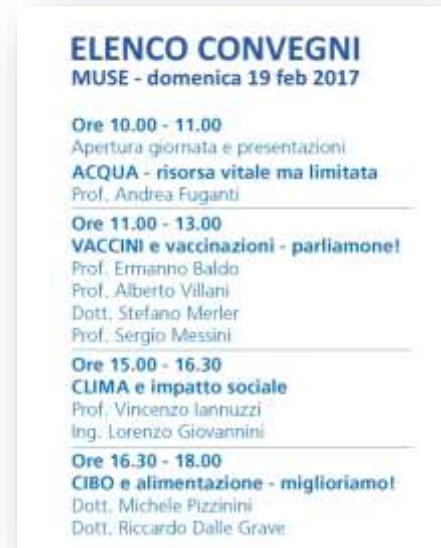 ELENCO CONVEGNI
MUSE - domenica 19 feb 2017
Ore 10.00 - 11.00
Apertura giornata e presentazioni
ACQUA - risorsa vitale ma limitata
Prof. Andrea Fuganti
Ore 11.00 - 13.00
VACCINI e vaccinazioni - parliamone!
Prof. Ermanno Baldo
Prof. Alberto Villani
Dott. Stefano Merler
Prof. Sergio Messini
Ore 15.00 - 16.30
CLIMA e impatto sociale
Prof. Vincenzo Iannuzzi
Ing. Lorenzo Giovannini
Ore 16.30 - 18.00
CIBO e alimentazione - miglioriamo!
Dott. Michele Pizzinini
Dott. Riccardo Dalle Grave